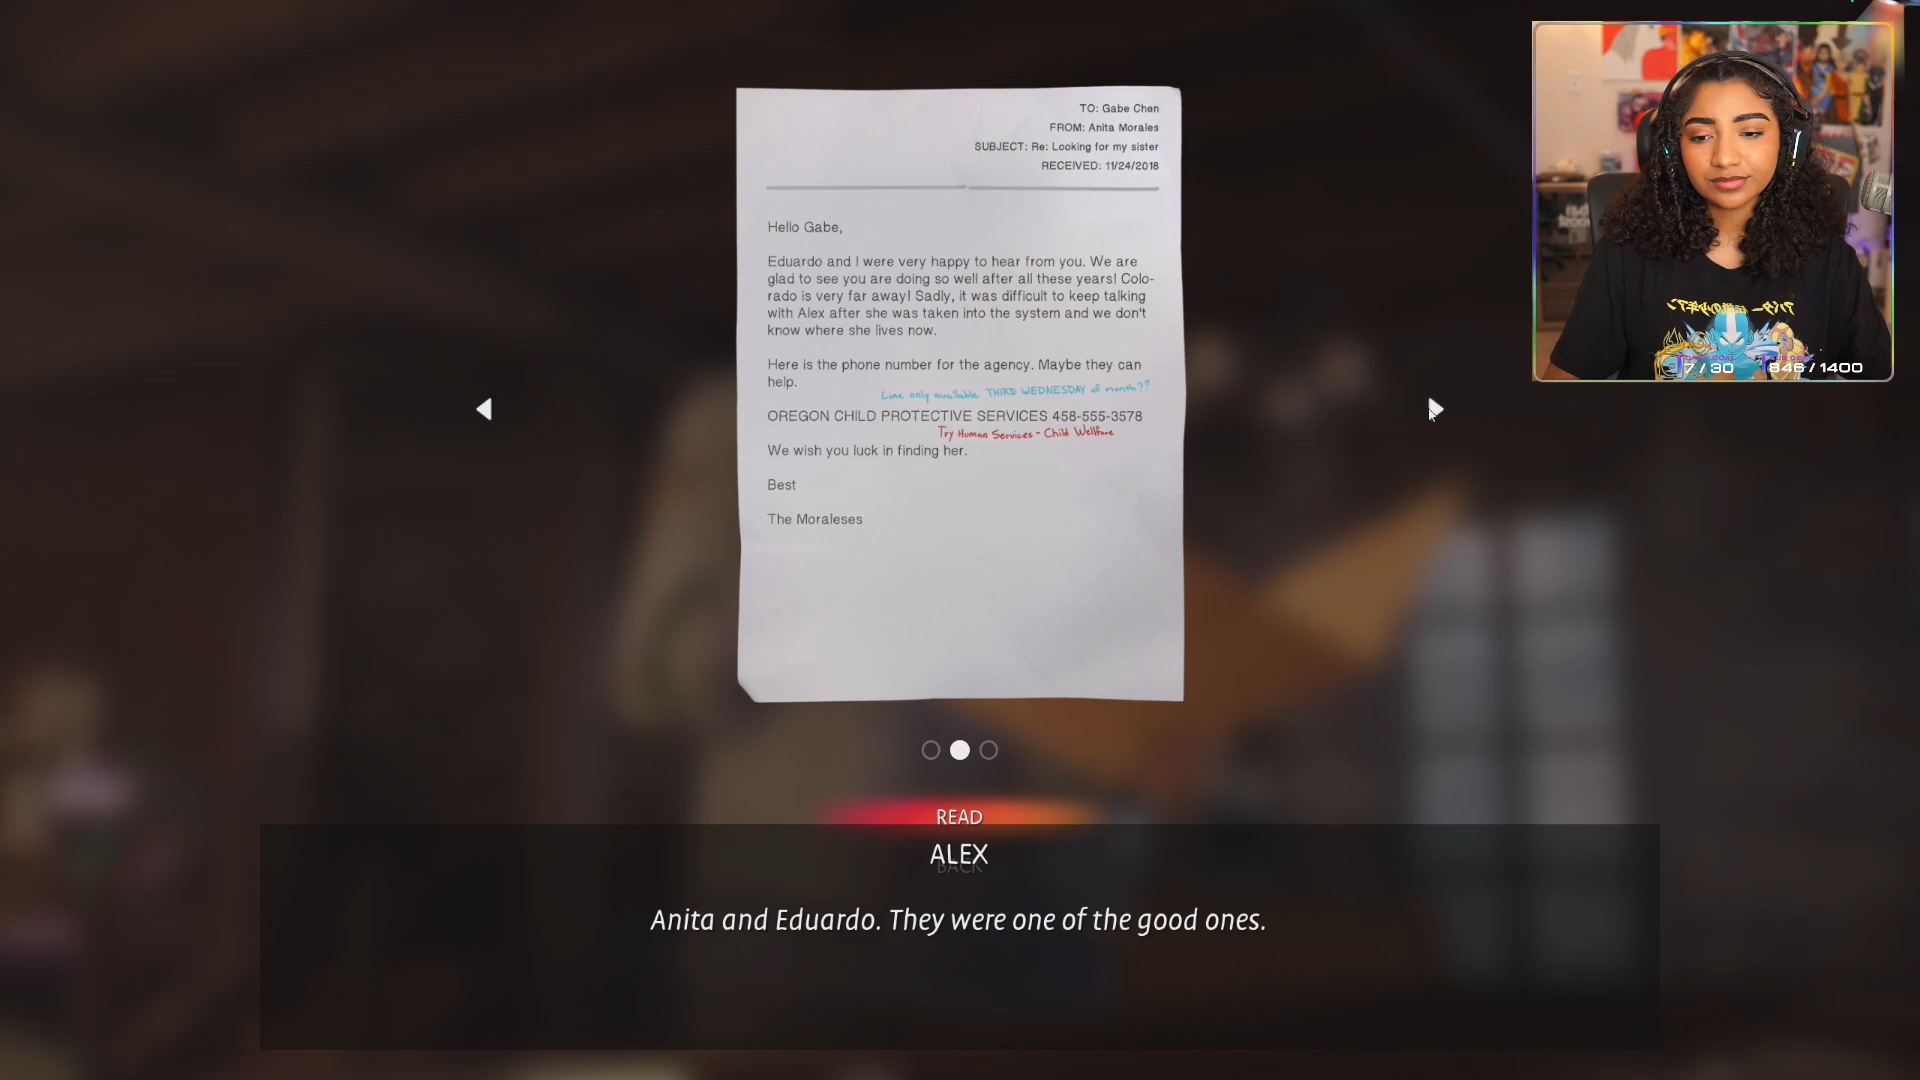 TO: Gabe Chen
FROM: Anita Morales
SUBJECT: Re: Looking for my sister
RECEIVED: 11/24/2018
Hello Gabe,
Eduardo and I were very happy to hear from you. We are
glad to see you are doing so well after all these years! Colo-
rado is very far away! Sadly, it was difficult to keep talking
with Alex after she was taken into the system and we don't
know where she lives now.
Here is the phone number for the agency. Maybe they can
help.
Line only available THIRD WEDNESDAY of month??
OREGON CHILD PROTECTIVE SERVICES 458-555-3578
Try Human Services - Child Wellfare
We wish you luck in finding her.
Best
The Moraleses
READ
ALEX
BACK
Anita and Eduardo. They were one of the good ones.
7/30
846/1400